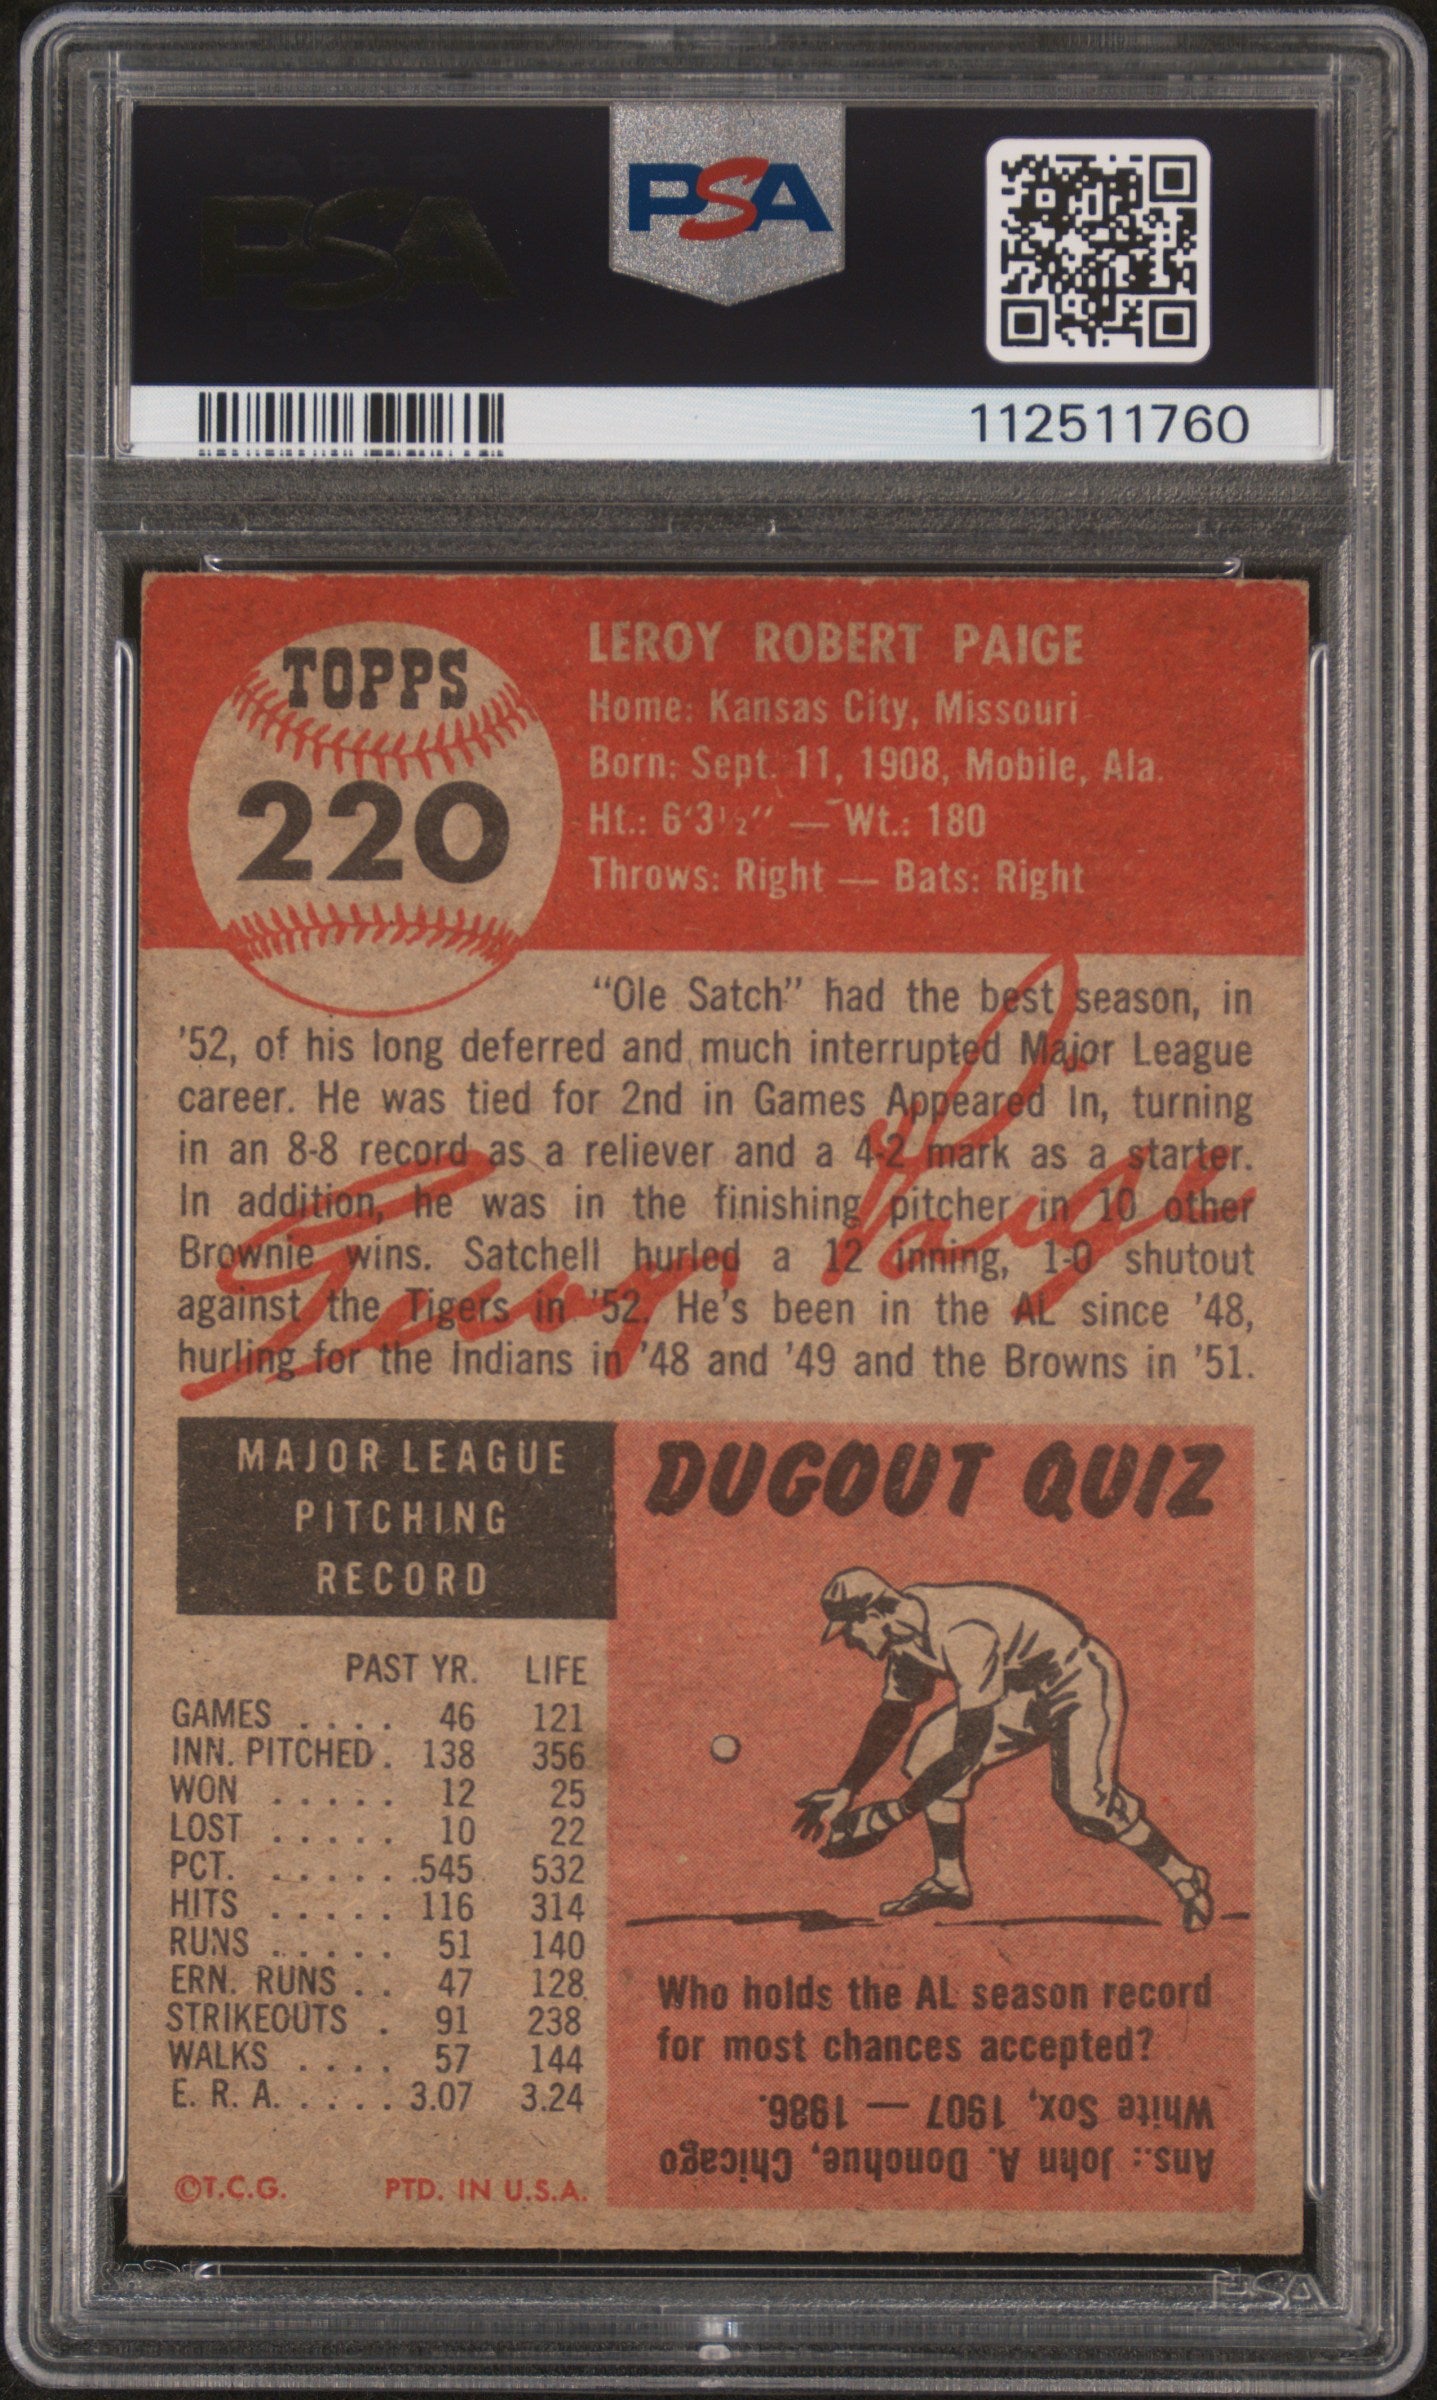 PSA
PSA
112511760
TOPPS
220
LEROY ROBERT PAIGE
Home: Kansas City, Missouri
Born: Sept. 11, 1908, Mobile, Ala.
Ht.: 6'3½" — Wt.: 180
Throws: Right — Bats: Right
"Ole Satch" had the best season, in
'52, of his long deferred and much interrupted Major League
career. He was tied for 2nd in Games Appeared In, turning
in an 8-8 record as a reliever and a 4-2 mark as a starter.
In addition, he was in the finishing pitcher in 10 other
Brownie wins. Satchell hurled a 12 inning, 1-0 shutout
against the Tigers in '52. He's been in the AL since '48,
hurling for the Indians in '48 and '49 and the Browns in '51.
Leroy Paige
MAJOR LEAGUE
PITCHING
RECORD
PAST YR. LIFE
GAMES . . . . 46 121
INN. PITCHED . 138 356
WON . . . . . 12 25
LOST . . . . . 10 22
PCT. . . . . . .545 532
HITS . . . . . 116 314
RUNS . . . . . 51 140
ERN. RUNS . . 47 128
STRIKEOUTS . 91 238
WALKS . . . . 57 144
E. R. A. . . . . 3.07 3.24
©T.C.G. PTD. IN U.S.A.
DUGOUT QUIZ
Who holds the AL season record
for most chances accepted?
Ans.: John A. Donohue, Chicago
White Sox, 1907 — 1986.
PSA